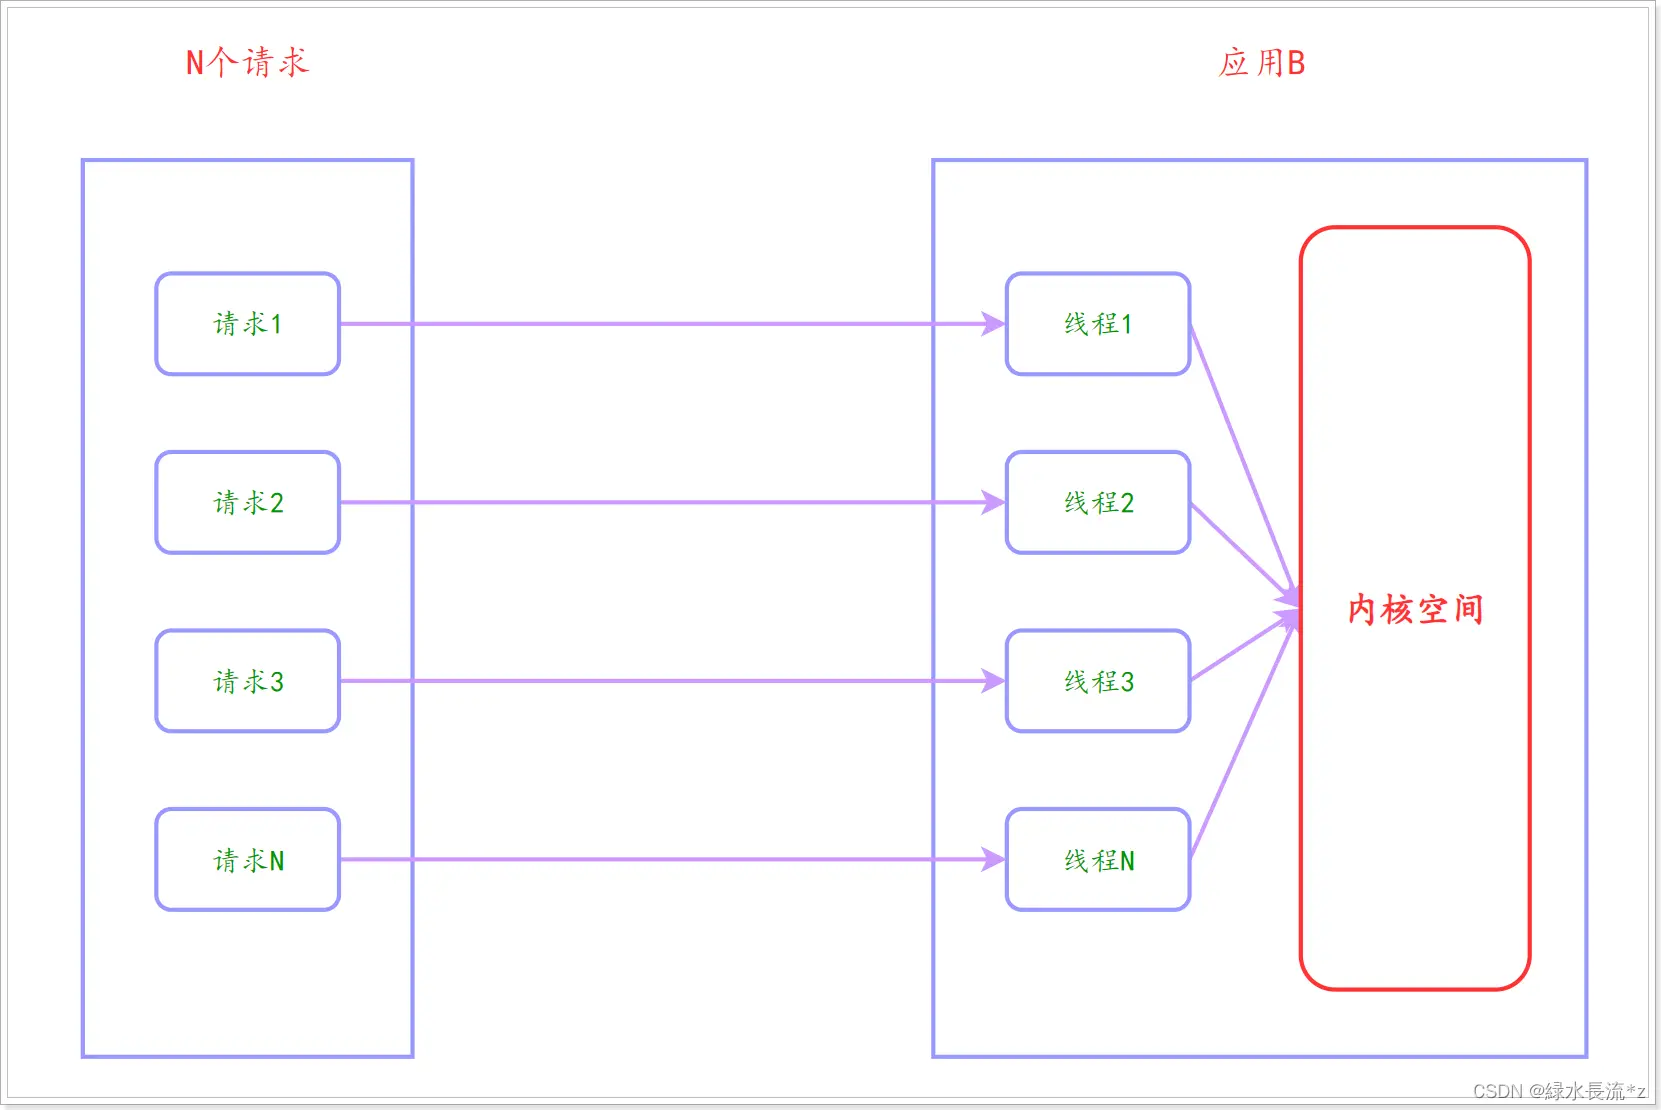 N个请求
应用B
请求1
线程1
请求2
线程2
内核空间
请求3
线程3
请求N
线程N
CSDN @緑水長流*z